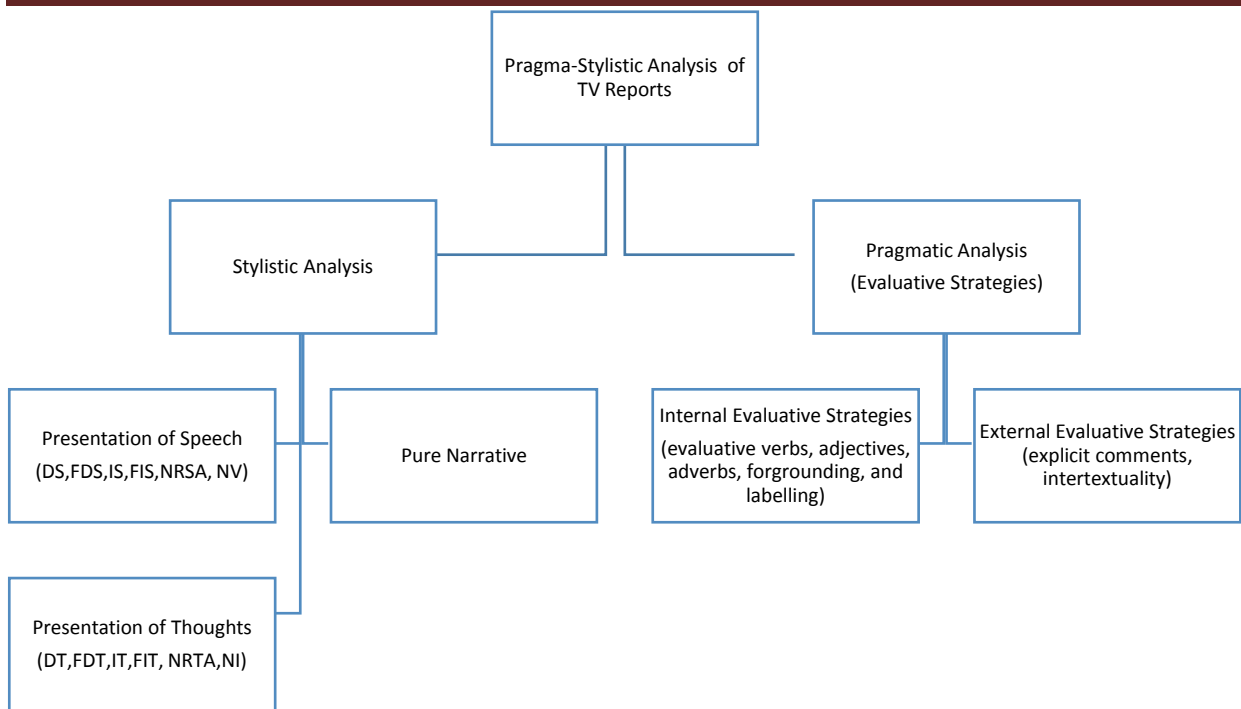 Pragma-Stylistic Analysis of
TV Reports
Stylistic Analysis
Pragmatic Analysis
(Evaluative Strategies)
Presentation of Speech
(DS,FDS,IS,FIS,NRSA, NV)
Pure Narrative
Internal Evaluative Strategies
(evaluative verbs, adjectives,
adverbs, forgrounding, and
labelling)
External Evaluative Strategies
(explicit comments,
intertextuality)
Presentation of Thoughts
(DT,FDT,IT,FIT, NRTA,NI)